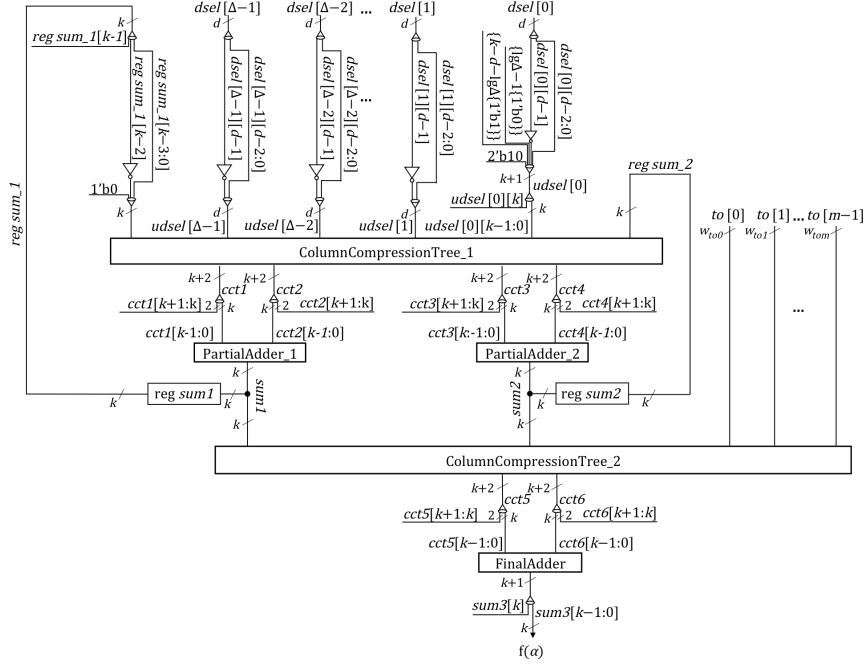 dsel [Δ−1] dsel [Δ−2] ... dsel [1] dsel [0]
k d d d d
reg sum_1[k-1]
reg sum_1
reg sum_1 [k−2]
reg sum_1[k−3:0]
dsel [Δ−1][d−1]
dsel [Δ−1][d−2:0]
dsel [Δ−2][d−1]
dsel [Δ−2][d−2:0]
...
dsel [1][d−1]
dsel [1][d−2:0]
{k−d−lgΔ{1'b1}}
{lgΔ−1{1'b0}}
dsel [0][d−1]
dsel [0][d−2:0]
2'b10
k+1 udsel [0]
1'b0
udsel [0][k]
reg sum_2
k d d d k k
udsel [Δ−1] udsel [Δ−2] udsel [1] udsel [0][k-1:0]
to [0] to [1] ... to [m−1]
w_to0 w_to1 w_tom
ColumnCompressionTree_1
k+2 cct1 k+2 cct2 k+2 cct3 k+2 cct4
cct1[k+1:k] 2 k k 2 cct2[k+1:k] cct3[k+1:k] 2 k k 2 cct4[k+1:k]
...
cct1[k-1:0] cct2[k-1:0] cct3[k:-1:0] cct4[k-1:0]
PartialAdder_1 PartialAdder_2
k k
k reg sum1 k sum1 sum2 k reg sum2 k
k k
ColumnCompressionTree_2
k+2 cct5 k+2 cct6
cct5[k+1:k] 2 k k 2 cct6[k+1:k]
cct5[k−1:0] cct6[k−1:0]
FinalAdder
k+1
sum3[k] sum3[k−1:0]
k
f(α)